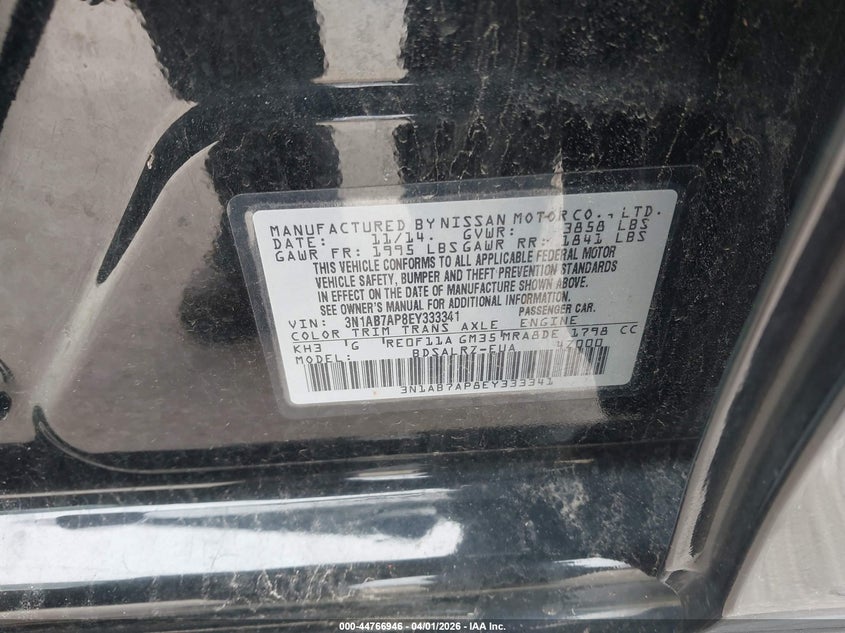 MANUFACTURED BY NISSAN MOTOR CO., LTD.
DATE: 11/14 GVWR: 3858 LBS
GAWR FR: 1995 LBS GAWR RR: 1841 LBS
THIS VEHICLE CONFORMS TO ALL APPLICABLE FEDERAL MOTOR
VEHICLE SAFETY, BUMPER AND THEFT PREVENTION STANDARDS
IN EFFECT ON THE DATE OF MANUFACTURE SHOWN ABOVE.
SEE OWNER'S MANUAL FOR ADDITIONAL INFORMATION.
VIN: 3N1AB7AP8EY333341 PASSENGER CAR.
COLOR TRIM TRANS AXLE ENGINE
KH3 G RE0F11A GM35 MRA8DE 1798 CC
MODEL: BDSALRZ-EUA
3N1AB7AP8EY333341
000-44766946 - 04/01/2026 - IAA Inc.